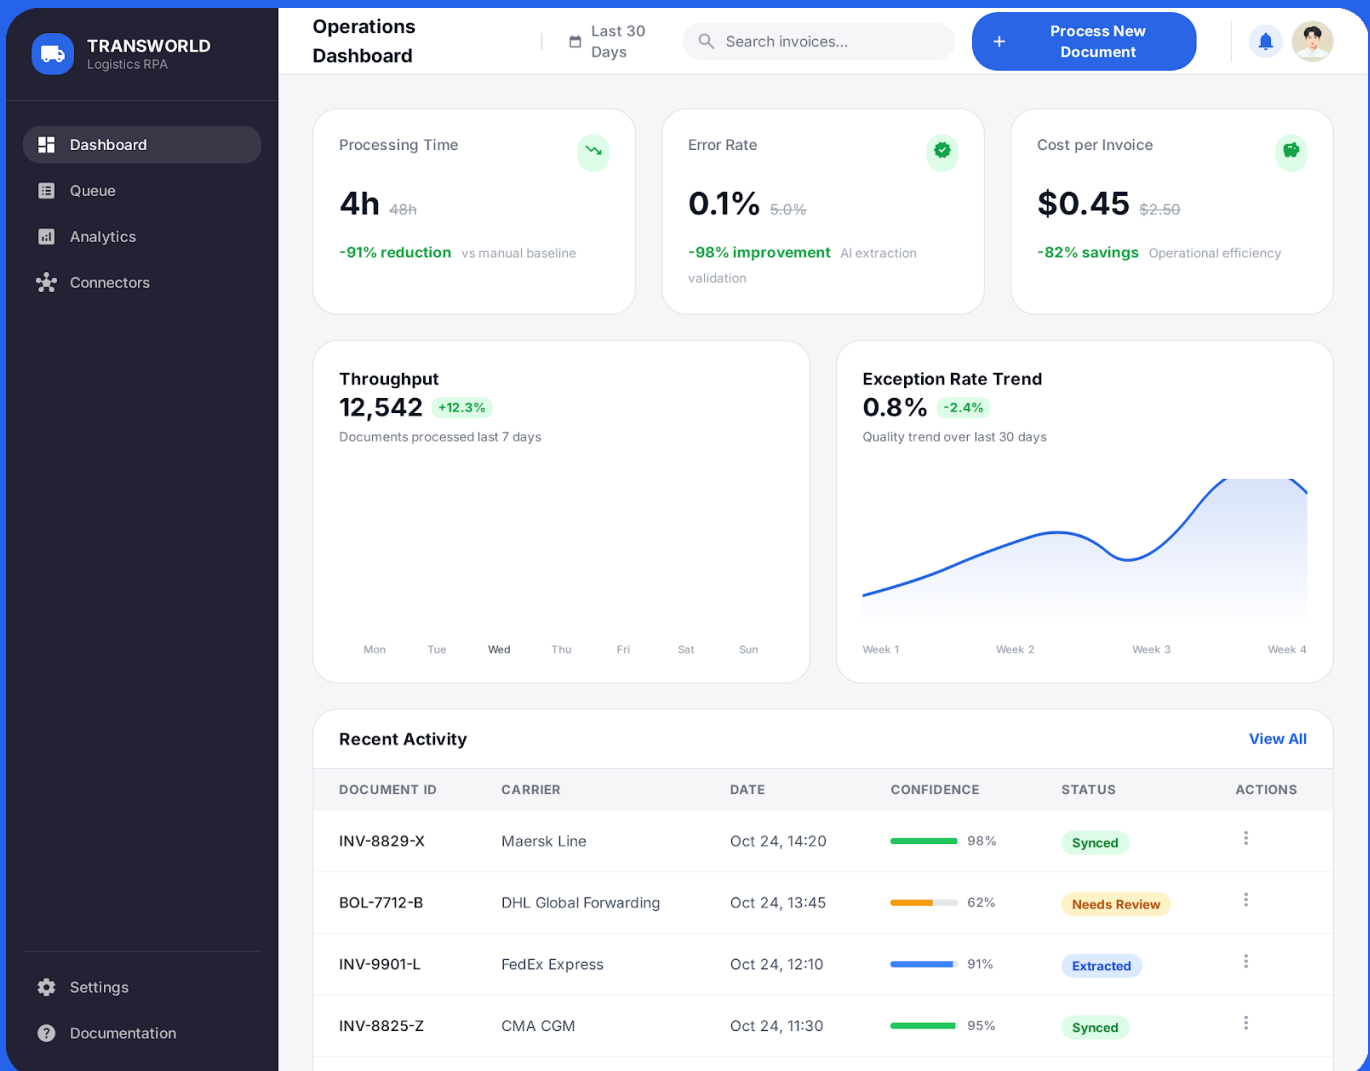 TRANSWORLD
Logistics RPA
Dashboard
Queue
Analytics
Connectors
Settings
Documentation
Operations
Dashboard
Last 30
Days
Search invoices...
Process New
Document
Processing Time
4h 48h
-91% reduction vs manual baseline
Error Rate
0.1% 5.0%
-98% improvement AI extraction
validation
Cost per Invoice
$0.45 $2.50
-82% savings Operational efficiency
Throughput
12,542 +12.3%
Documents processed last 7 days
Mon Tue Wed Thu Fri Sat Sun
Exception Rate Trend
0.8% -2.4%
Quality trend over last 30 days
Week 1 Week 2 Week 3 Week 4
Recent Activity View All
DOCUMENT ID CARRIER DATE CONFIDENCE STATUS ACTIONS
INV-8829-X Maersk Line Oct 24, 14:20 98% Synced
BOL-7712-B DHL Global Forwarding Oct 24, 13:45 62% Needs Review
INV-9901-L FedEx Express Oct 24, 12:10 91% Extracted
INV-8825-Z CMA CGM Oct 24, 11:30 95% Synced